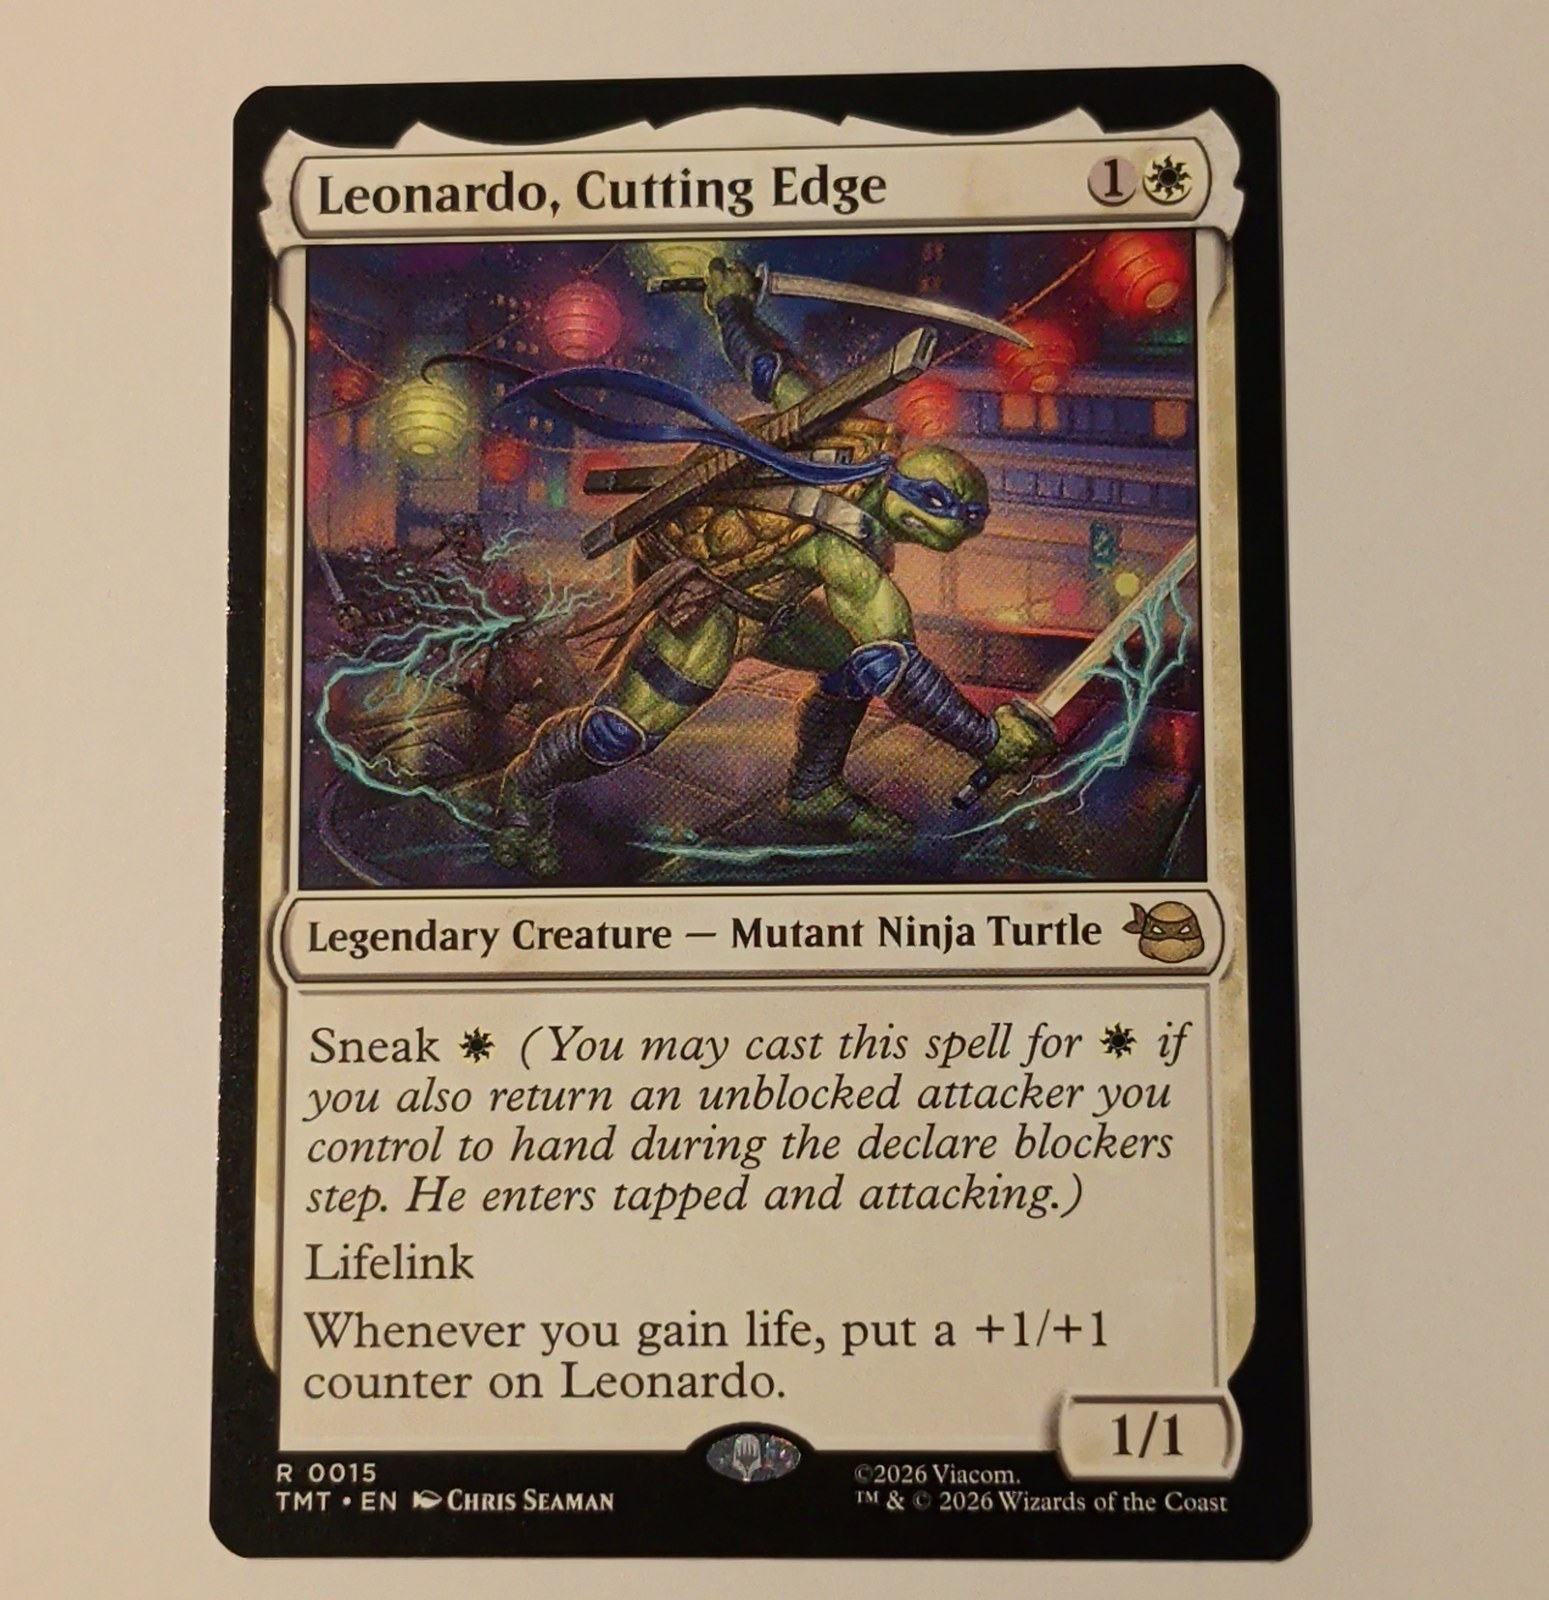 Leonardo, Cutting Edge 1
Legendary Creature — Mutant Ninja Turtle
Sneak (You may cast this spell for if
you also return an unblocked attacker you
control to hand during the declare blockers
step. He enters tapped and attacking.)
Lifelink
Whenever you gain life, put a +1/+1
counter on Leonardo.
1/1
R 0015
TMT • EN CHRIS SEAMAN
©2026 Viacom.
™ & © 2026 Wizards of the Coast